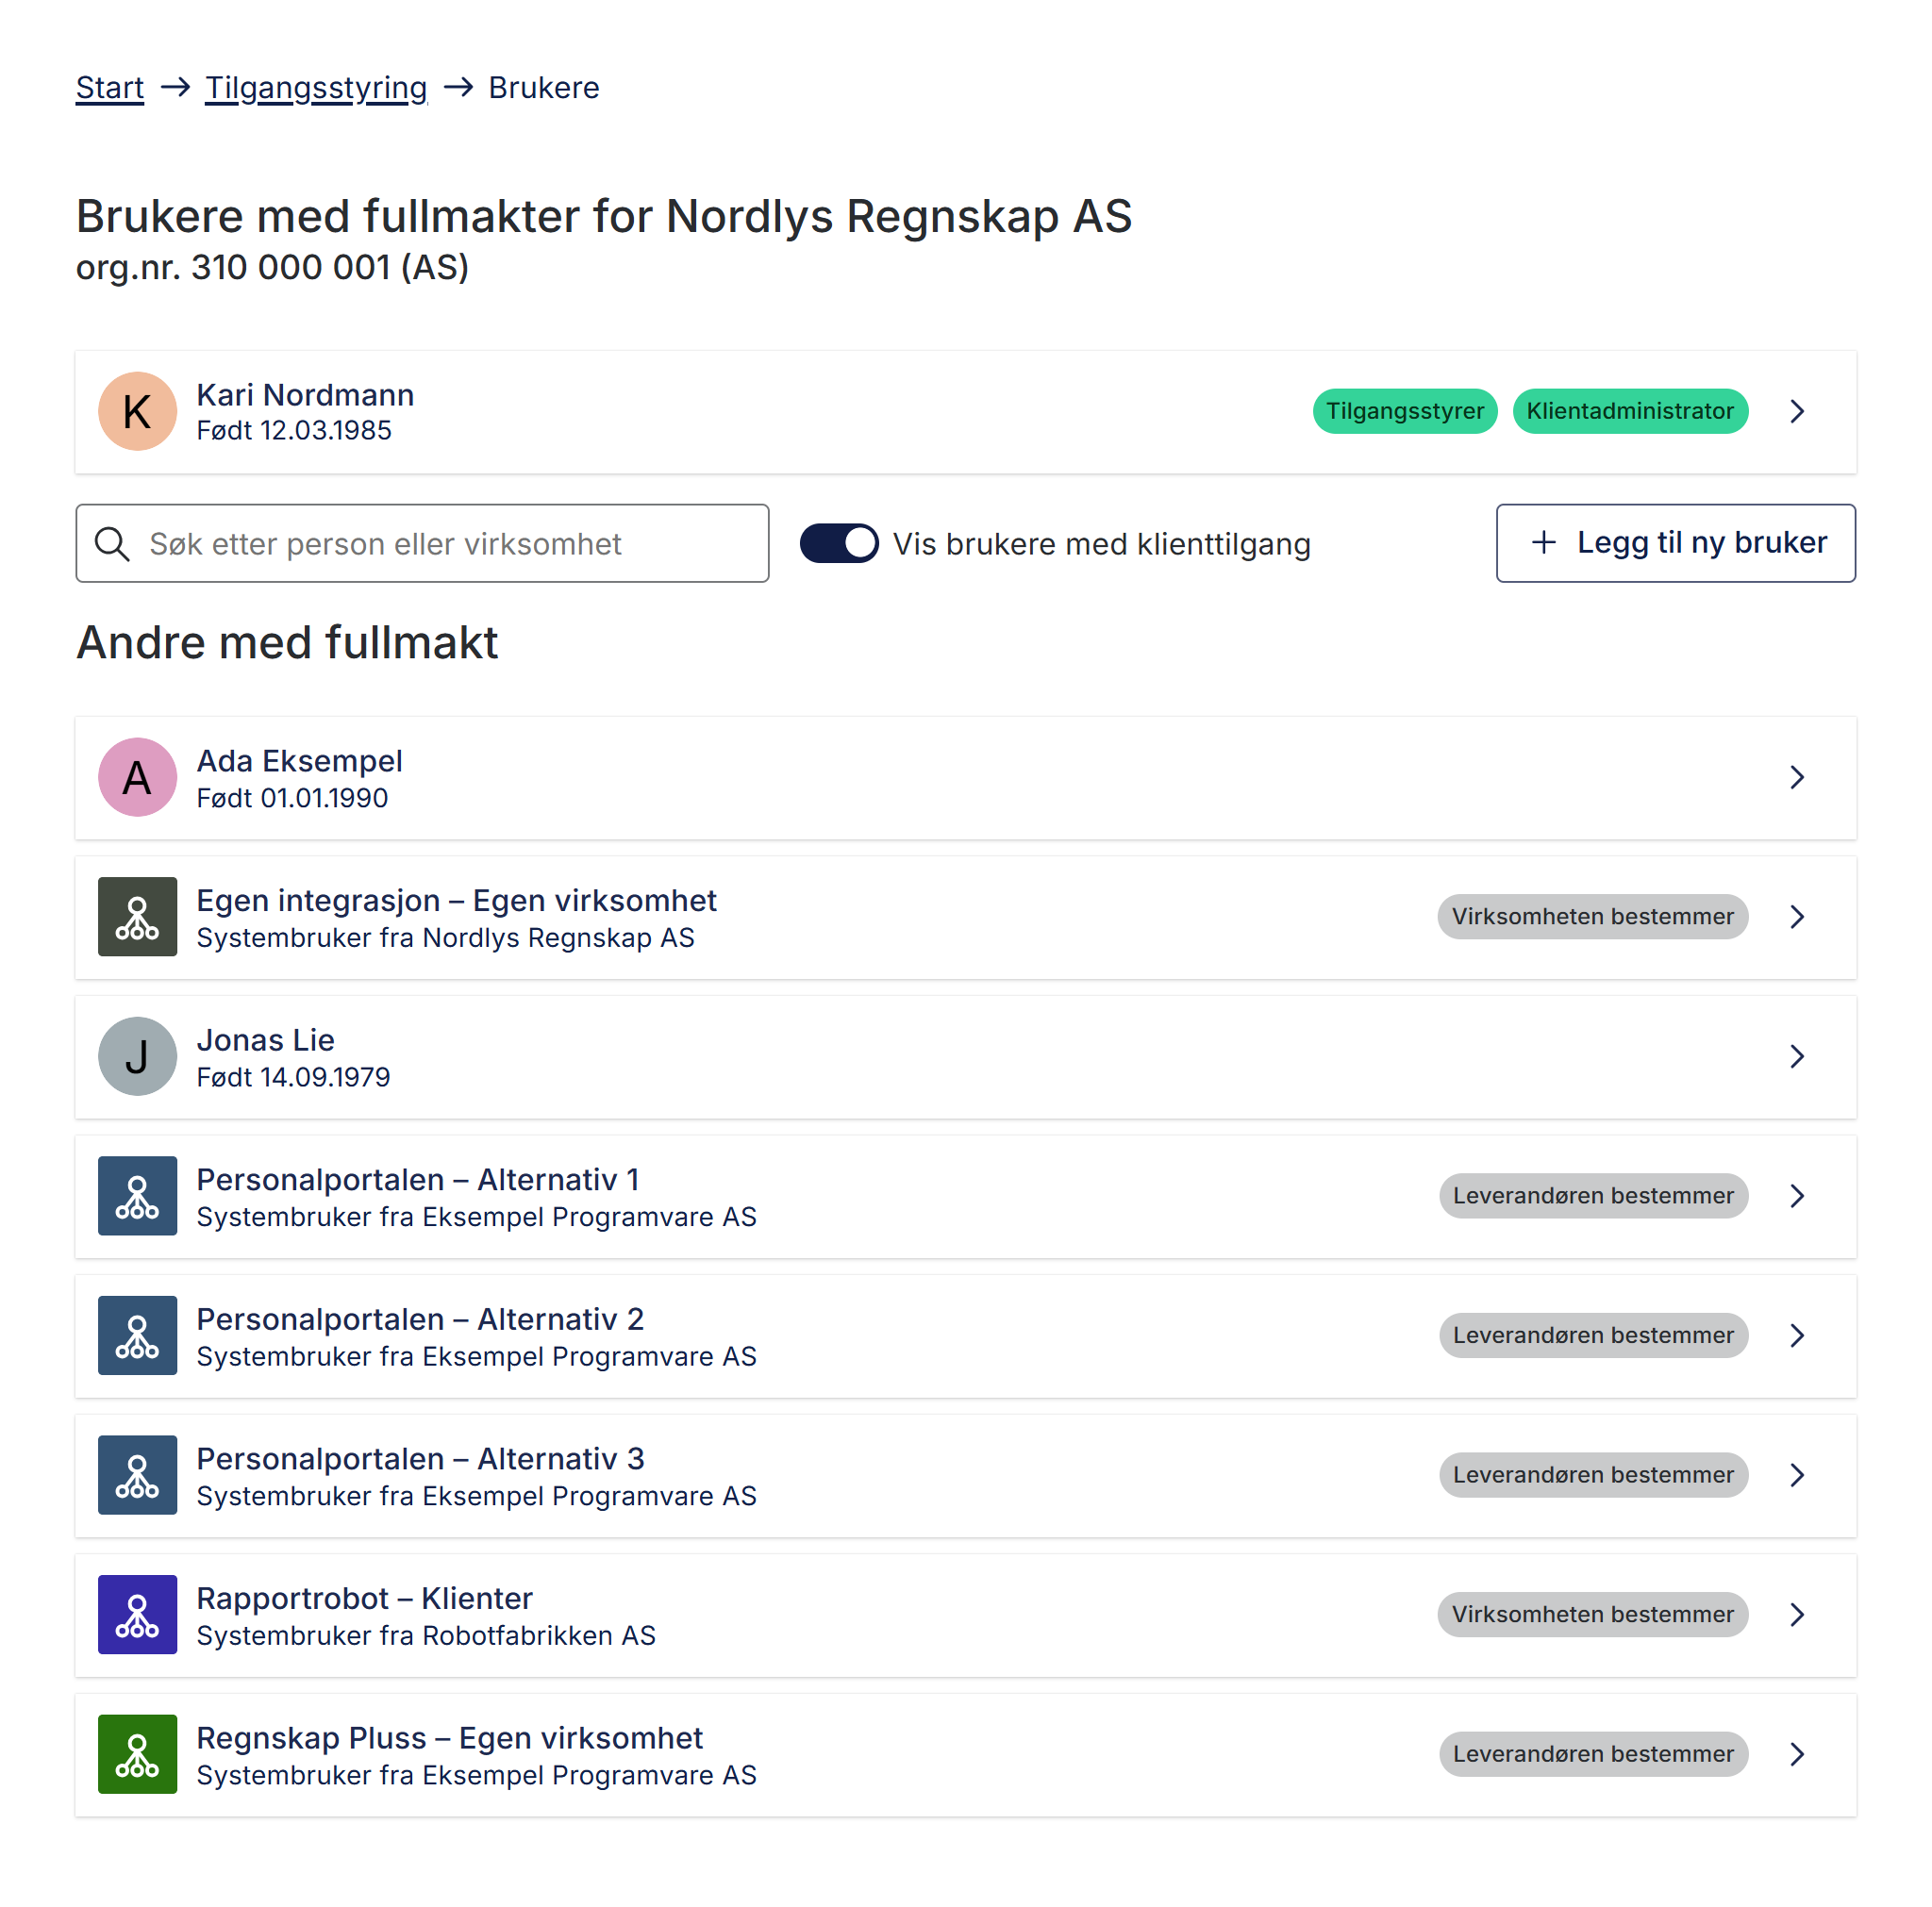 Start → Tilgangsstyring → Brukere
Brukere med fullmakter for Nordlys Regnskap AS
org.nr. 310 000 001 (AS)
K
Kari Nordmann
Født 12.03.1985
Tilgangsstyrer
Klientadministrator
Søk etter person eller virksomhet
Vis brukere med klienttilgang
+ Legg til ny bruker
Andre med fullmakt
A
Ada Eksempel
Født 01.01.1990
Egen integrasjon – Egen virksomhet
Systembruker fra Nordlys Regnskap AS
Virksomheten bestemmer
J
Jonas Lie
Født 14.09.1979
Personalportalen – Alternativ 1
Systembruker fra Eksempel Programvare AS
Leverandøren bestemmer
Personalportalen – Alternativ 2
Systembruker fra Eksempel Programvare AS
Leverandøren bestemmer
Personalportalen – Alternativ 3
Systembruker fra Eksempel Programvare AS
Leverandøren bestemmer
Rapportrobot – Klienter
Systembruker fra Robotfabrikken AS
Virksomheten bestemmer
Regnskap Pluss – Egen virksomhet
Systembruker fra Eksempel Programvare AS
Leverandøren bestemmer